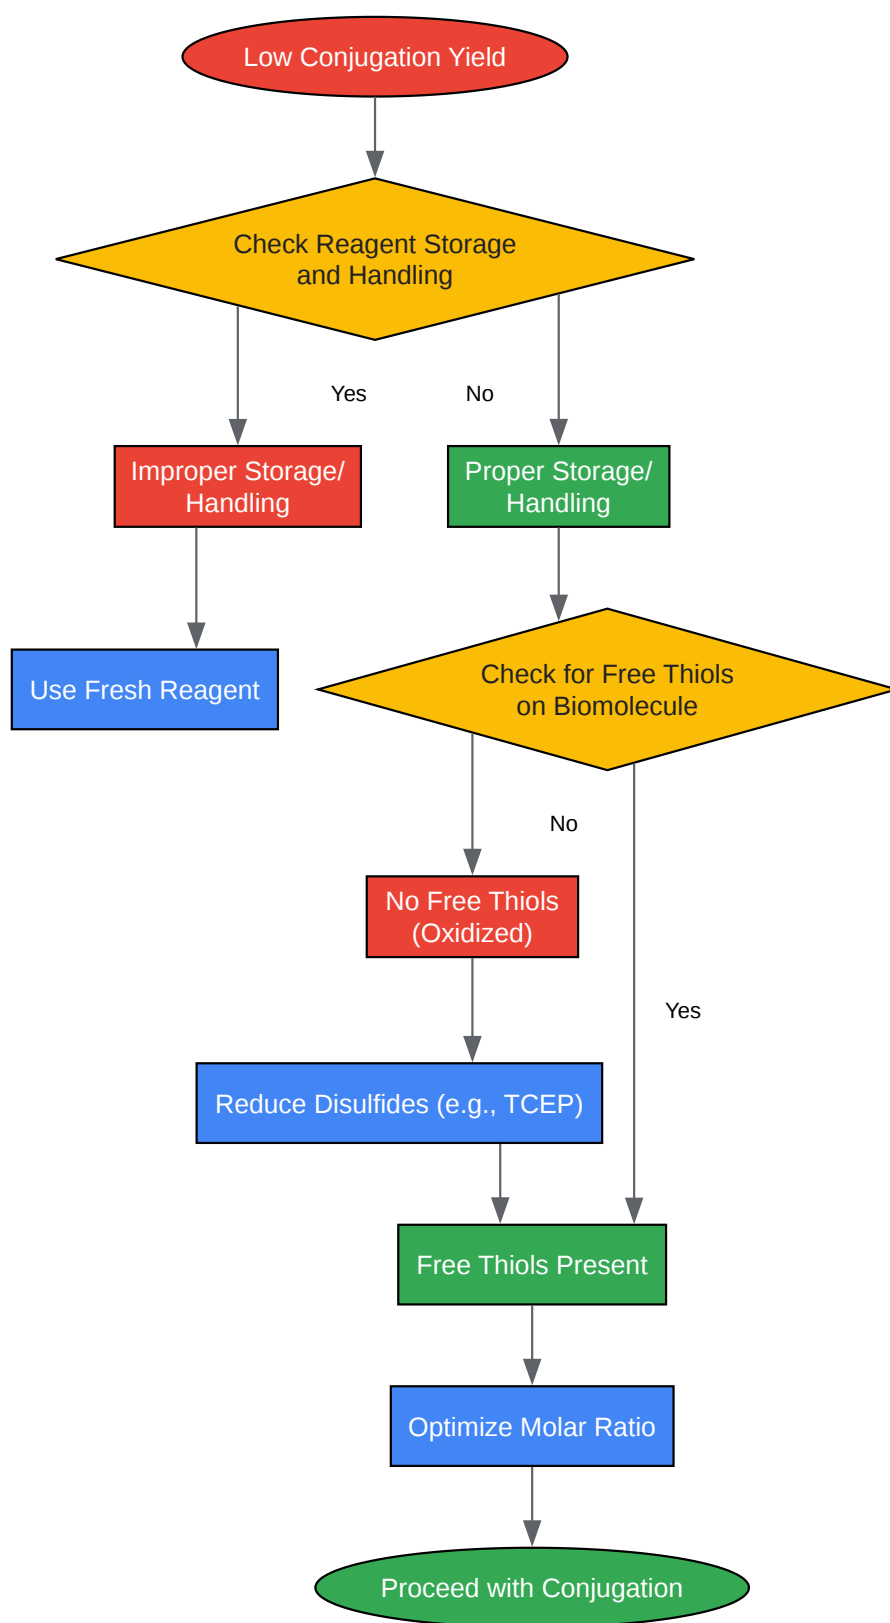 Low Conjugation Yield
Check Reagent Storage
and Handling
Yes
No
Improper Storage/
Handling
Proper Storage/
Handling
Use Fresh Reagent
Check for Free Thiols
on Biomolecule
No
No Free Thiols
(Oxidized)
Yes
Reduce Disulfides (e.g., TCEP)
Free Thiols Present
Optimize Molar Ratio
Proceed with Conjugation